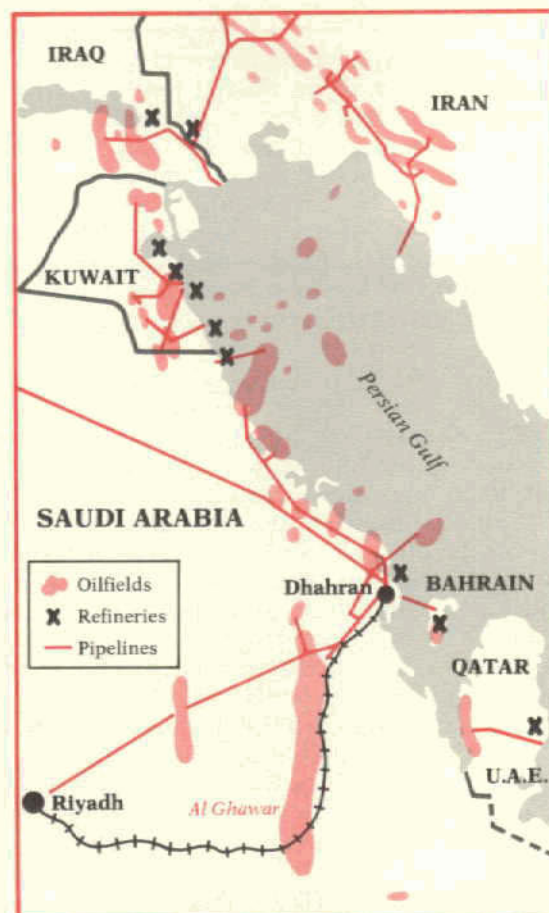 IRAQ
IRAN
KUWAIT
Persian Gulf
SAUDI ARABIA
Oilfields
Refineries
Pipelines
Dhahran
BAHRAIN
QATAR
U.A.E.
Riyadh
Al Ghawar